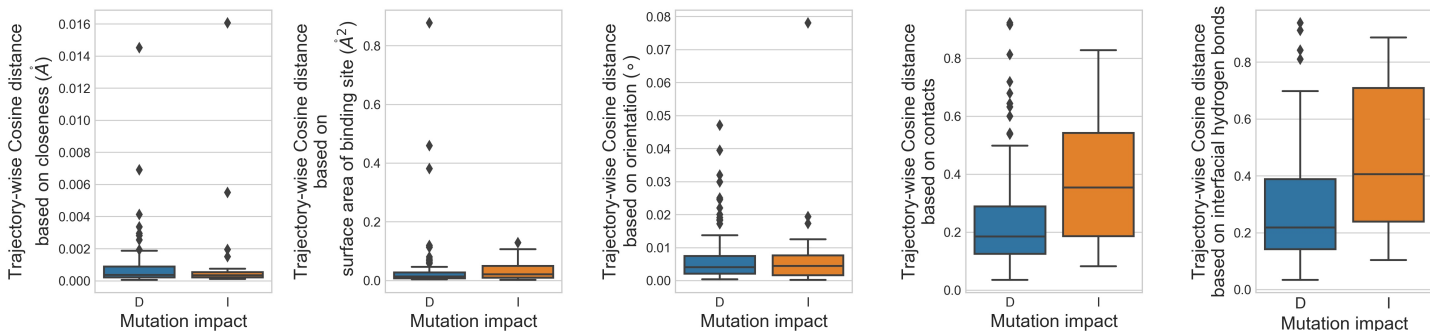 Trajectory-wise Cosine distance
based on closeness (Å)
0.016
0.014
0.012
0.010
0.008
0.006
0.004
0.002
0.000
D
I
Mutation impact
Trajectory-wise Cosine distance
based on
surface area of binding site (Å²)
0.8
0.6
0.4
0.2
0.0
D
I
Mutation impact
Trajectory-wise Cosine distance
based on orientation (∘)
0.08
0.07
0.06
0.05
0.04
0.03
0.02
0.01
0.00
D
I
Mutation impact
Trajectory-wise Cosine distance
based on contacts
0.8
0.6
0.4
0.2
0.0
D
I
Mutation impact
Trajectory-wise Cosine distance
based on interfacial hydrogen bonds
0.8
0.6
0.4
0.2
0.0
D
I
Mutation impact